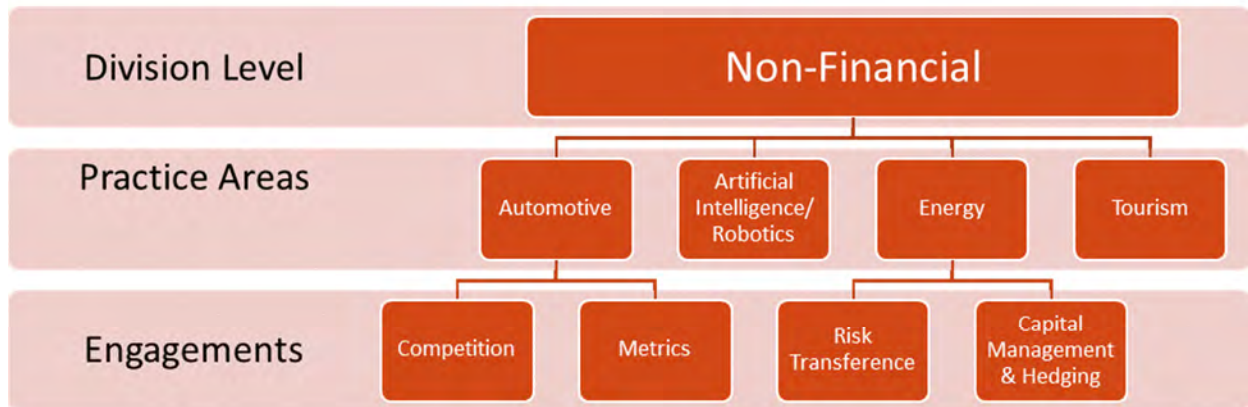 Division Level
Non-Financial
Practice Areas
Automotive
Artificial
Intelligence/
Robotics
Energy
Tourism
Engagements
Competition
Metrics
Risk
Transference
Capital
Management
& Hedging